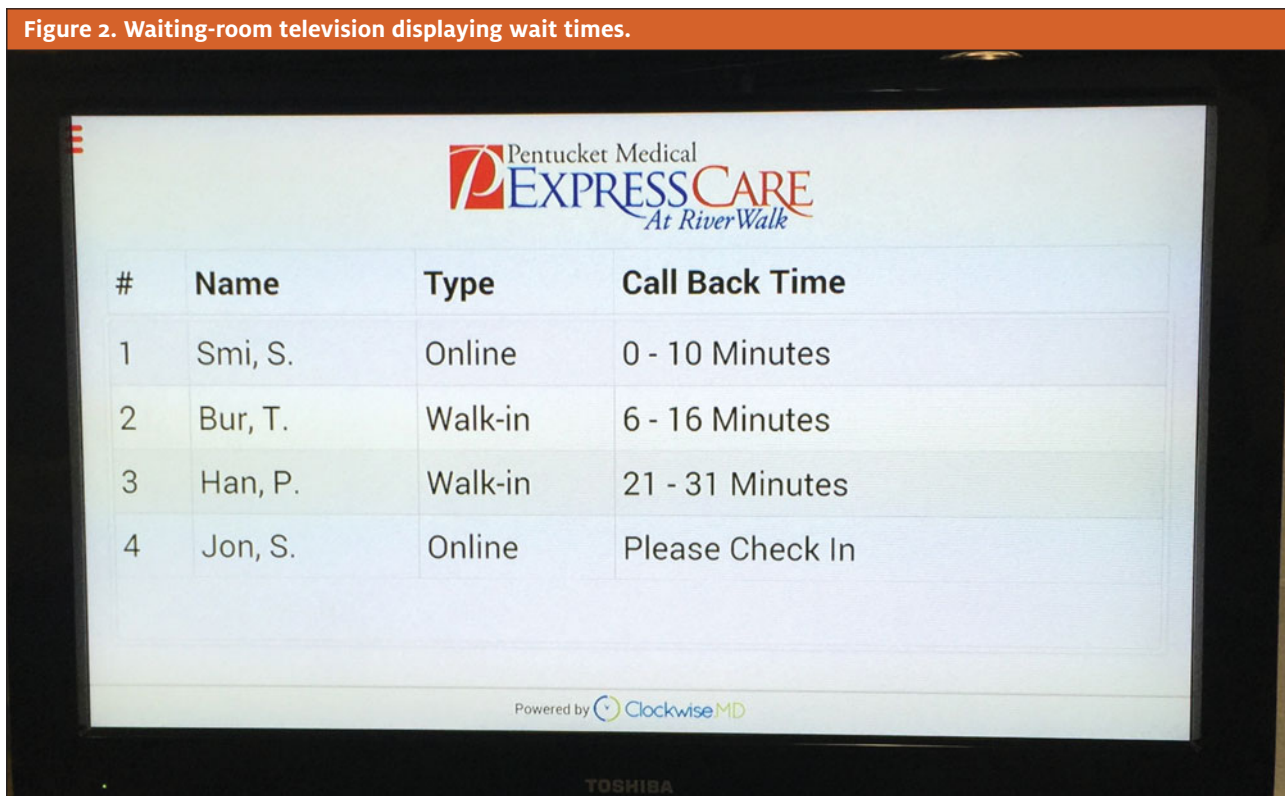 Figure 2. Waiting-room television displaying wait times.
Pentucket Medical
EXPRESSCARE
At RiverWalk
# Name Type Call Back Time
1 Smi, S. Online 0 - 10 Minutes
2 Bur, T. Walk-in 6 - 16 Minutes
3 Han, P. Walk-in 21 - 31 Minutes
4 Jon, S. Online Please Check In
Powered by ClockwiseMD
TOSHIBA